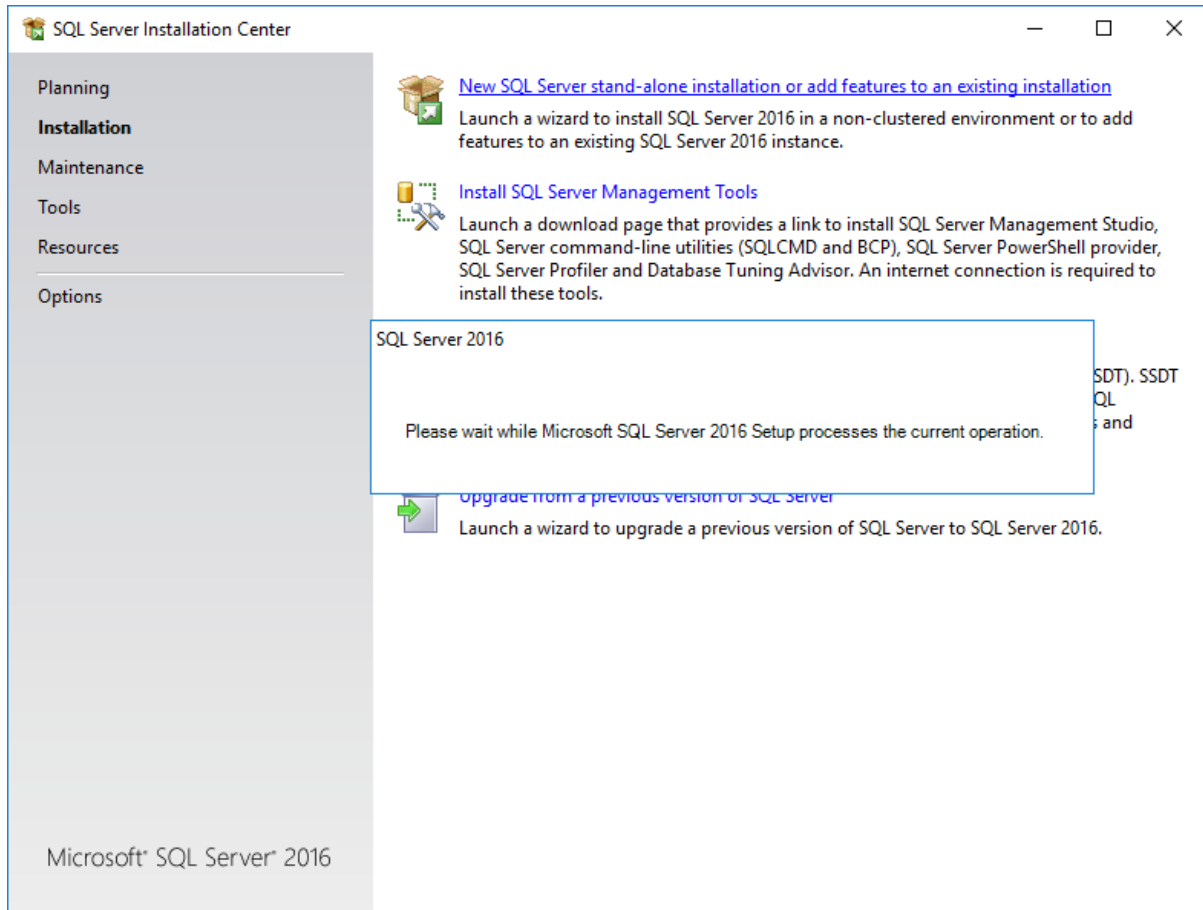 SQL Server Installation Center
Planning
Installation
Maintenance
Tools
Resources
Options
New SQL Server stand-alone installation or add features to an existing installation
Launch a wizard to install SQL Server 2016 in a non-clustered environment or to add
features to an existing SQL Server 2016 instance.
Install SQL Server Management Tools
Launch a download page that provides a link to install SQL Server Management Studio,
SQL Server command-line utilities (SQLCMD and BCP), SQL Server PowerShell provider,
SQL Server Profiler and Database Tuning Advisor. An internet connection is required to
install these tools.
SQL Server 2016
Please wait while Microsoft SQL Server 2016 Setup processes the current operation.
SDT). SSDT
QL
and
Upgrade from a previous version of SQL Server
Launch a wizard to upgrade a previous version of SQL Server to SQL Server 2016.
Microsoft® SQL Server® 2016